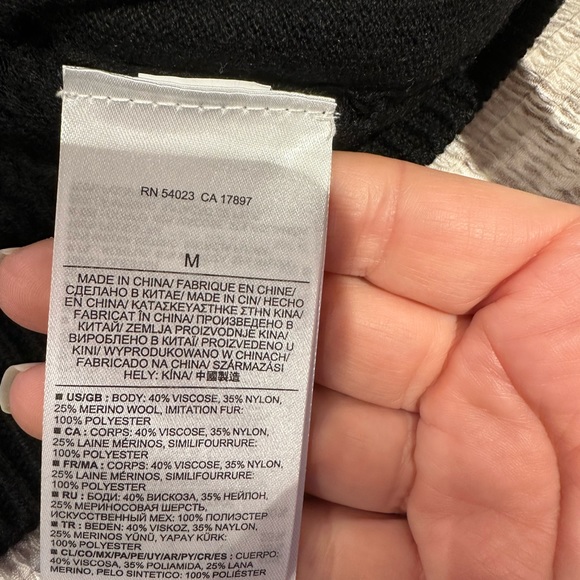 RN 54023 CA 17897
M
MADE IN CHINA/ FABRIQUE EN CHINE/
СДЕЛАНО В КИТАЕ/ MADE IN CIN/ HECHO
EN CHINA/ ΚΑΤΑΣΚΕΥΑΣΤΗΚΕ ΣΤΗΝ ΚΙΝΑ/
FABRICAT ÎN CHINA/ ПРОИЗВЕДЕНО В
КИТАЙ/ ZEMLJA PROIZVODNJE KINA/
ВИРОБЛЕНО В КИТАЇ/ PROIZVEDENO U
KINI/ WYPRODUKOWANO W CHINACH/
FABRICADO NA CHINA/ SZÁRMAZÁSI
HELY: KÍNA/ 中國製造
■ US/GB : BODY: 40% VISCOSE, 35% NYLON,
25% MERINO WOOL, IMITATION FUR:
100% POLYESTER
■ CA : CORPS: 40% VISCOSE, 35% NYLON,
25% LAINE MÉRINOS, SIMILIFOURRURE:
100% POLYESTER
■ FR/MA : CORPS: 40% VISCOSE, 35% NYLON,
25% LAINE MÉRINOS, SIMILIFOURRURE:
100% POLYESTER
■ RU : БОДИ: 40% ВИСКОЗА, 35% НЕЙЛОН,
25% МЕРИНОСОВАЯ ШЕРСТЬ,
ИСКУССТВЕННЫЙ МЕХ: 100% ПОЛИЭСТЕР
■ TR : BEDEN: 40% VISKOZ, 35% NAYLON,
25% MERİNOS YÜNÜ, YAPAY KÜRK:
100% POLYESTER
■ CL/CO/MX/PA/PE/UY/AR/PY/CR/ES : CUERPO:
40% VISCOSA, 35% POLIAMIDA, 25% LANA
MERINO, PELO SINTETICO: 100% POLIÉSTER